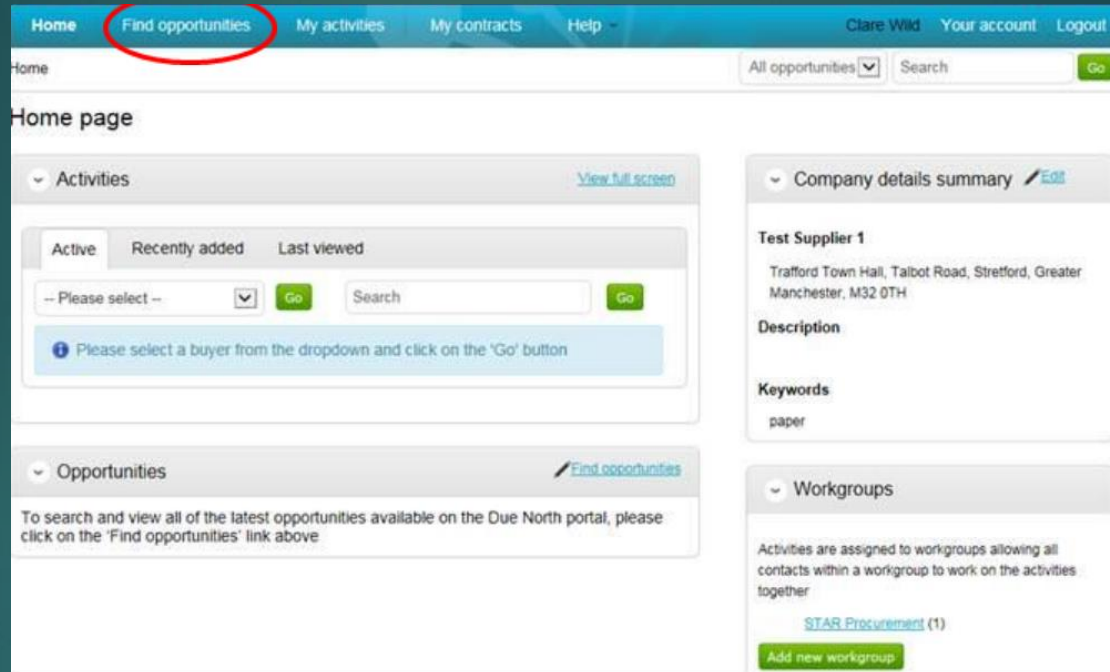 Home Find opportunities My activities My contracts Help Clare Wild Your account Logout
Home All opportunities Search Go
Home page
Activities View full screen
Active Recently added Last viewed
-- Please select -- Go Search Go
Please select a buyer from the dropdown and click on the 'Go' button
Opportunities Find opportunities
To search and view all of the latest opportunities available on the Due North portal, please
click on the 'Find opportunities' link above
Company details summary Edit
Test Supplier 1
Trafford Town Hall, Talbot Road, Stretford, Greater
Manchester, M32 0TH
Description
Keywords
paper
Workgroups
Activities are assigned to workgroups allowing all
contacts within a workgroup to work on the activities
together
STAR Procurement (1)
Add new workgroup